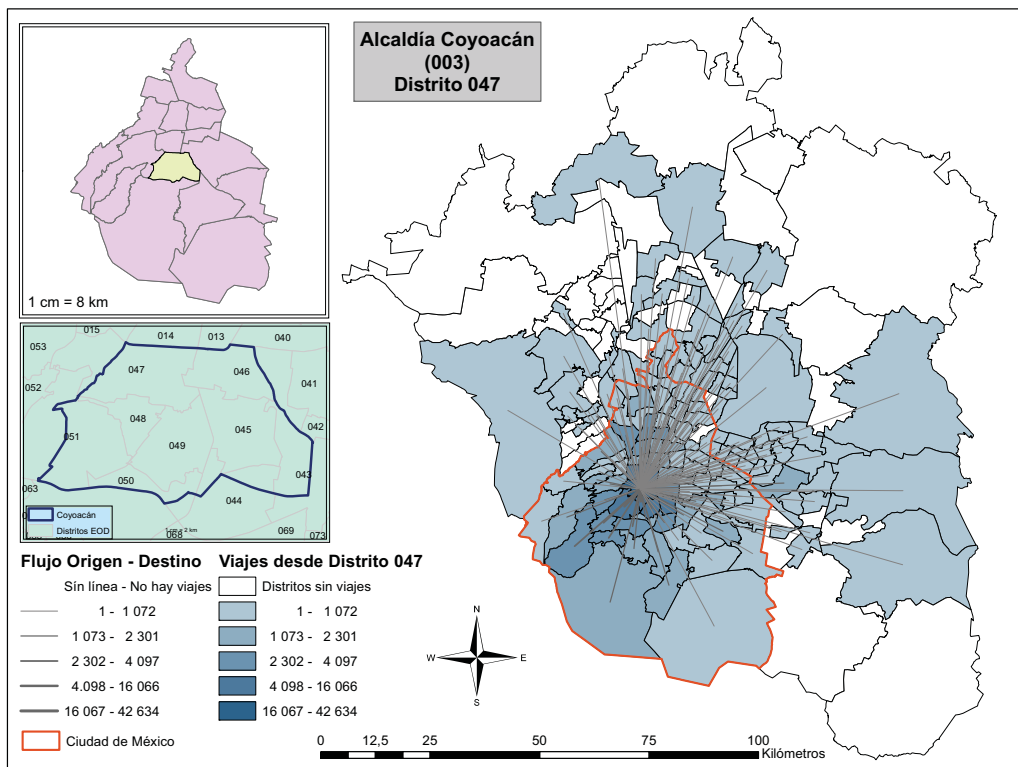 Alcaldía Coyoacán
(003)
Distrito 047
1 cm = 8 km
015
014
013
040
053
047
046
052
041
048
042
051
049
045
043
063
050
044
068
069
073
Coyoacán
Distritos EOD
1 cm = 2 km
Flujo Origen - Destino
Sin línea - No hay viajes
1 - 1 072
1 073 - 2 301
2 302 - 4 097
4.098 - 16 066
16 067 - 42 634
Ciudad de México
Viajes desde Distrito 047
Distritos sin viajes
1 - 1 072
1 073 - 2 301
2 302 - 4 097
4 098 - 16 066
16 067 - 42 634
N
W
E
S
0
12,5
25
50
75
100
Kilómetros